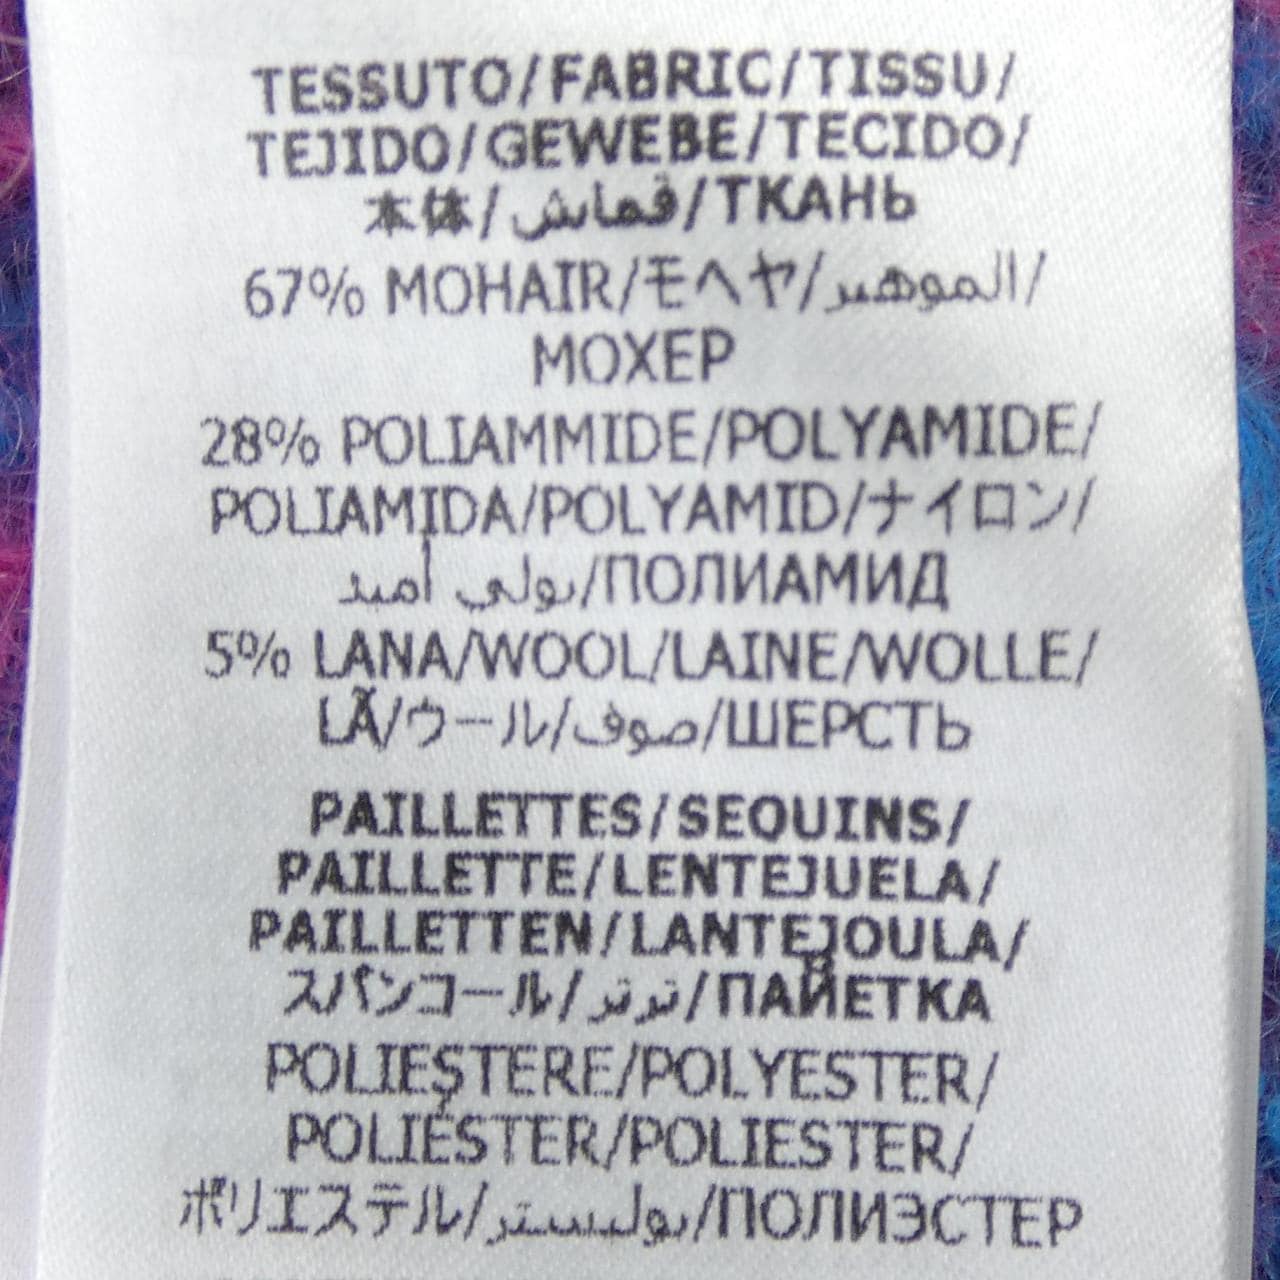 TESSUTO/FABRIC/TISSU/
TEJIDO/GEWEBE/TECIDO/
本体/قماش/ТКАНЬ
67% MOHAIR/モヘヤ/الموهير/
МОХЕР
28% POLIAMMIDE/POLYAMIDE/
POLIAMIDA/POLYAMID/ナイロン/
بولي أميد/ПОЛИАМИД
5% LANA/WOOL/LAINE/WOLLE/
LÃ/ウール/صوف/ШЕРСТЬ
PAILLETTES/SEQUINS/
PAILLETTE/LENTEJUELA/
PAILLETTEN/LANTEJOULA/
スパンコール/ترتر/ПАЙЕТКА
POLIESTERE/POLYESTER/
POLIÉSTER/POLIESTER/
ポリエステル/بوليستر/ПОЛИЭСТЕР